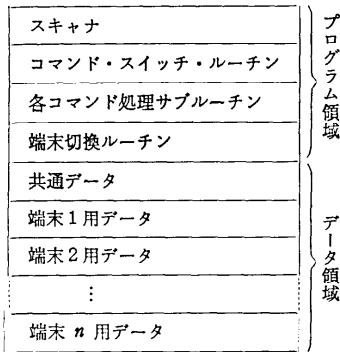 スキャナ
コマンド・スイッチ・ルーチン
各コマンド処理サブルーチン
端末切換ルーチン
プログラム領域
共通データ
端末1用データ
端末2用データ
⋮
端末 n 用データ
データ領域